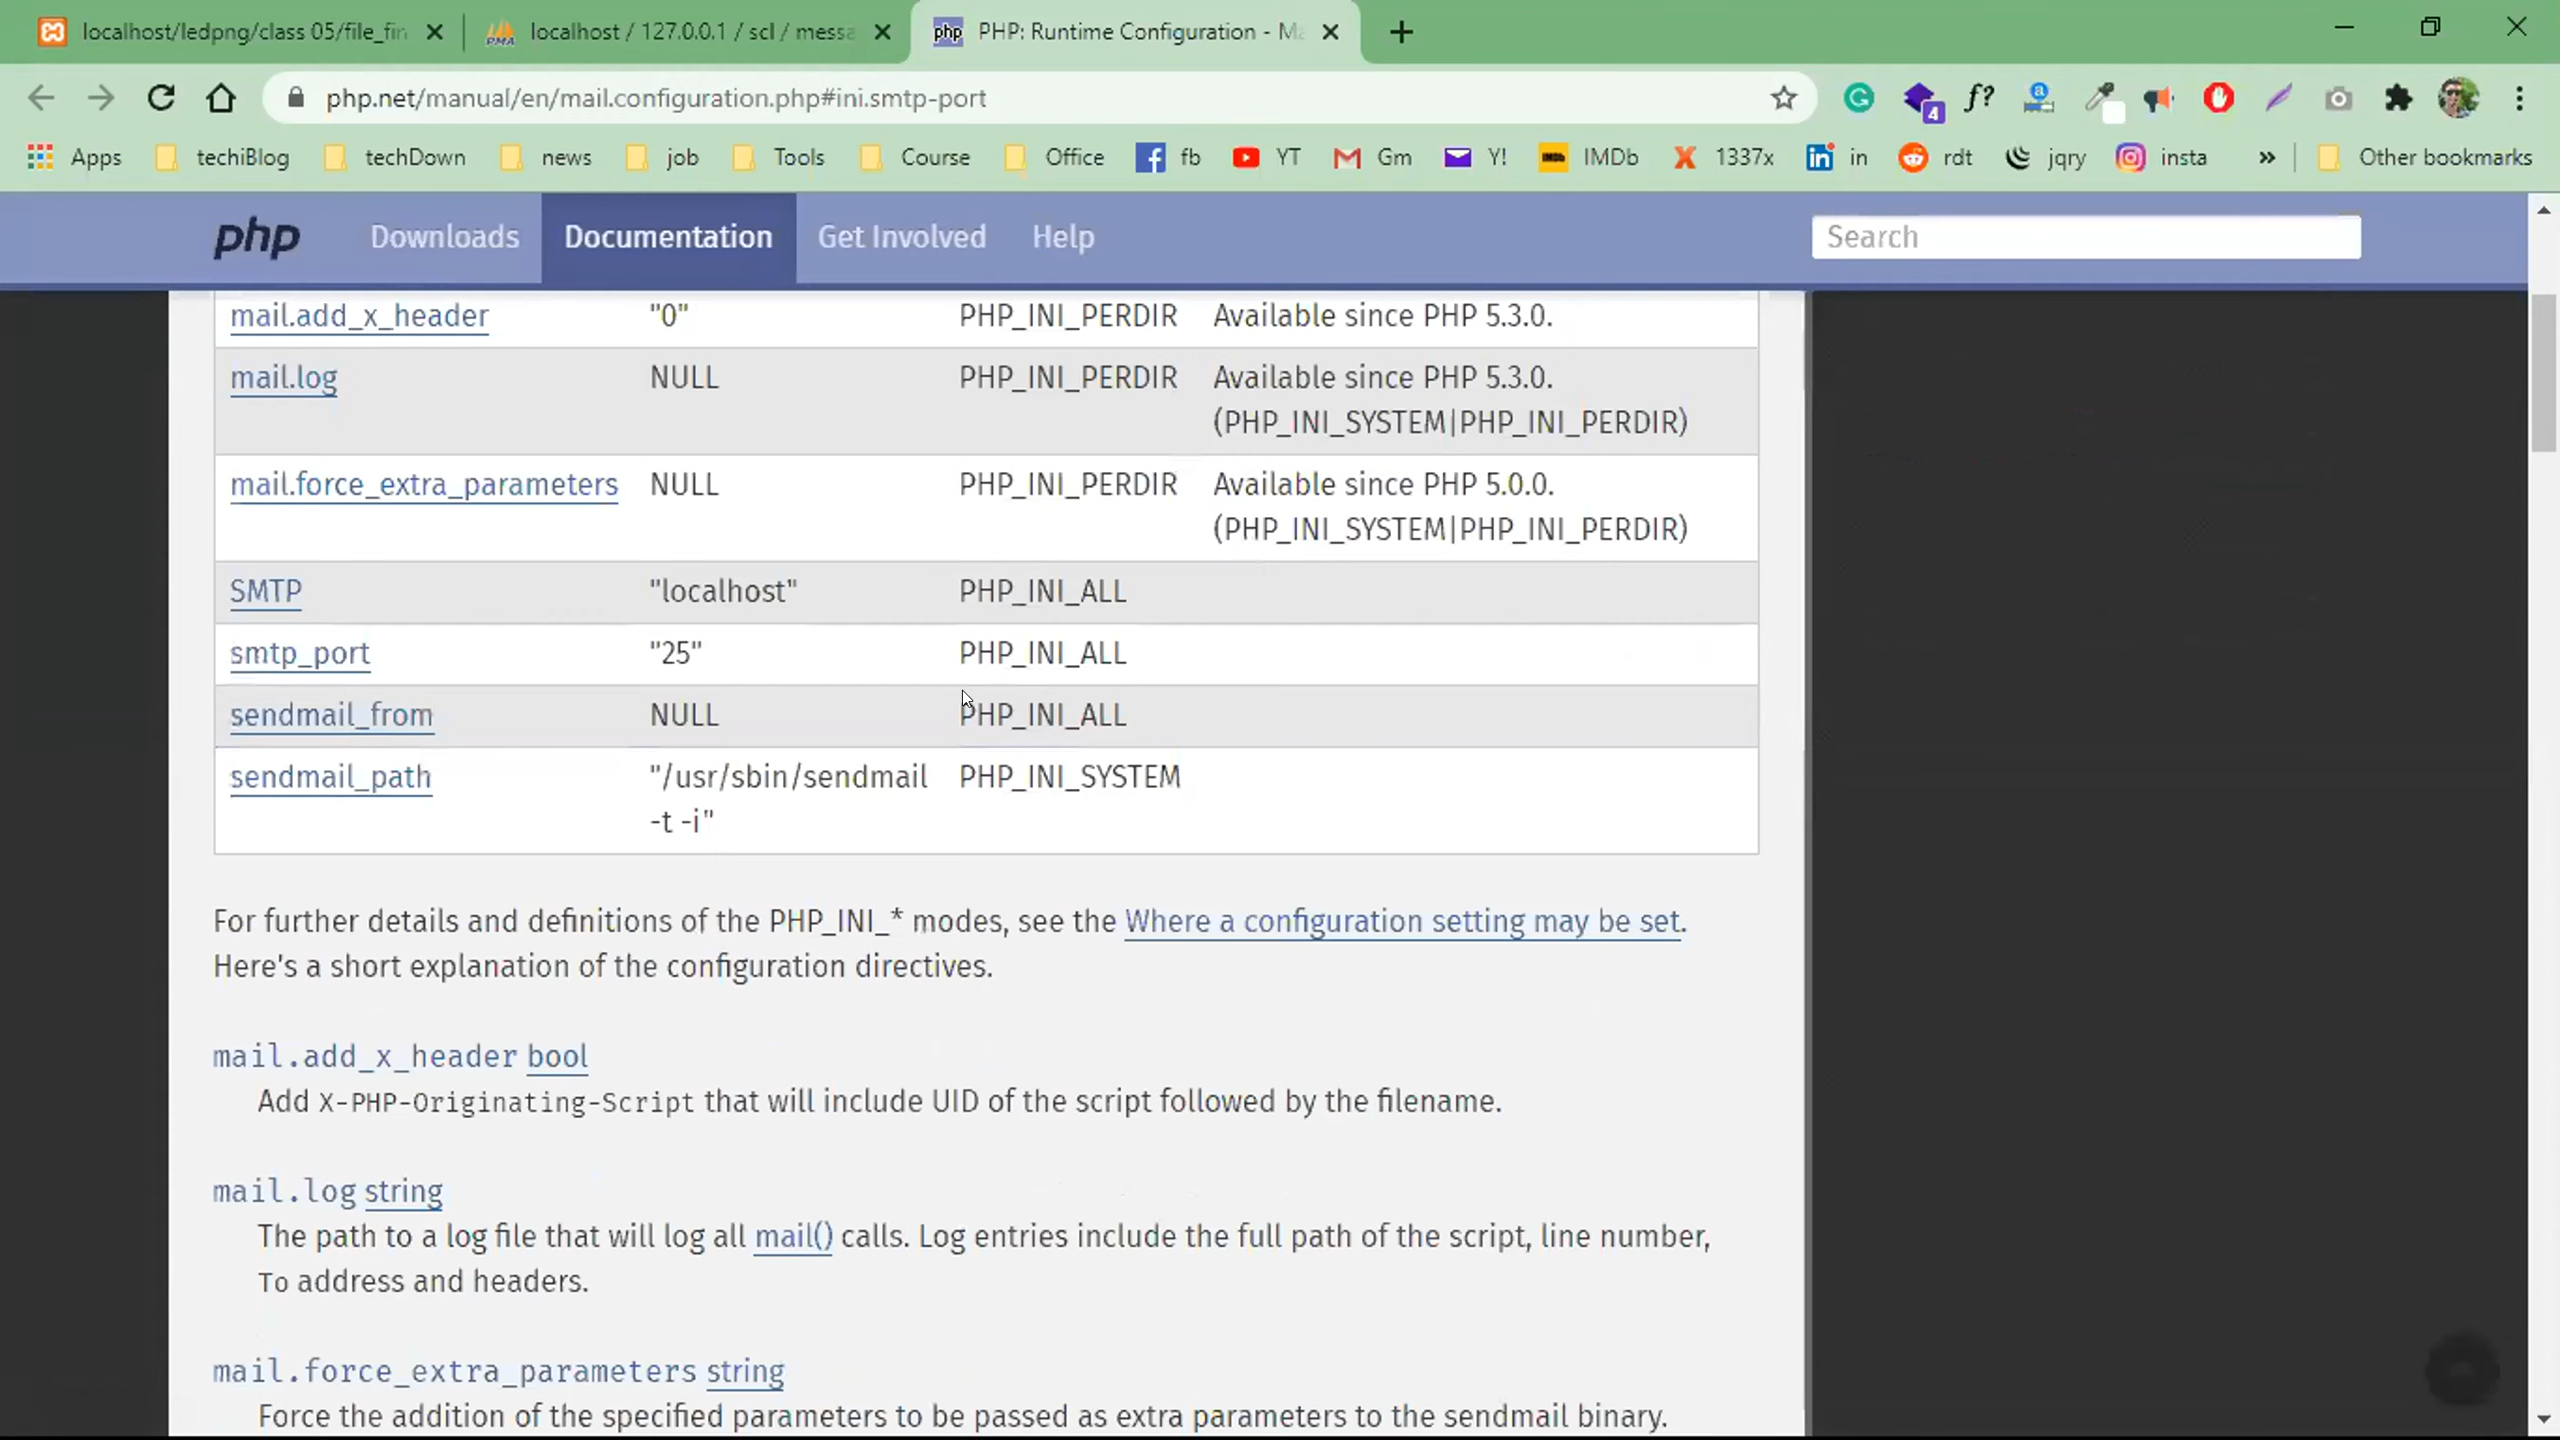 localhost/ledpng/class 05/file_fin
localhost / 127.0.0.1 / scl / messa
php PHP: Runtime Configuration - Ma
php.net/manual/en/mail.configuration.php#ini.smtp-port
4 f? a
Apps techiBlog techDown news job Tools Course Office fb YT Gm Y! IMDb 1337x in rdt jqry insta » Other bookmarks
php Downloads Documentation Get Involved Help Search
mail.add_x_header "0" PHP_INI_PERDIR Available since PHP 5.3.0.
mail.log NULL PHP_INI_PERDIR Available since PHP 5.3.0.
(PHP_INI_SYSTEM|PHP_INI_PERDIR)
mail.force_extra_parameters NULL PHP_INI_PERDIR Available since PHP 5.0.0.
(PHP_INI_SYSTEM|PHP_INI_PERDIR)
SMTP "localhost" PHP_INI_ALL
smtp_port "25" PHP_INI_ALL
sendmail_from NULL PHP_INI_ALL
sendmail_path "/usr/sbin/sendmail PHP_INI_SYSTEM
-t -i"
For further details and definitions of the PHP_INI_* modes, see the Where a configuration setting may be set.
Here's a short explanation of the configuration directives.
mail.add_x_header bool
Add X-PHP-Originating-Script that will include UID of the script followed by the filename.
mail.log string
The path to a log file that will log all mail() calls. Log entries include the full path of the script, line number,
To address and headers.
mail.force_extra_parameters string
Force the addition of the specified parameters to be passed as extra parameters to the sendmail binary.